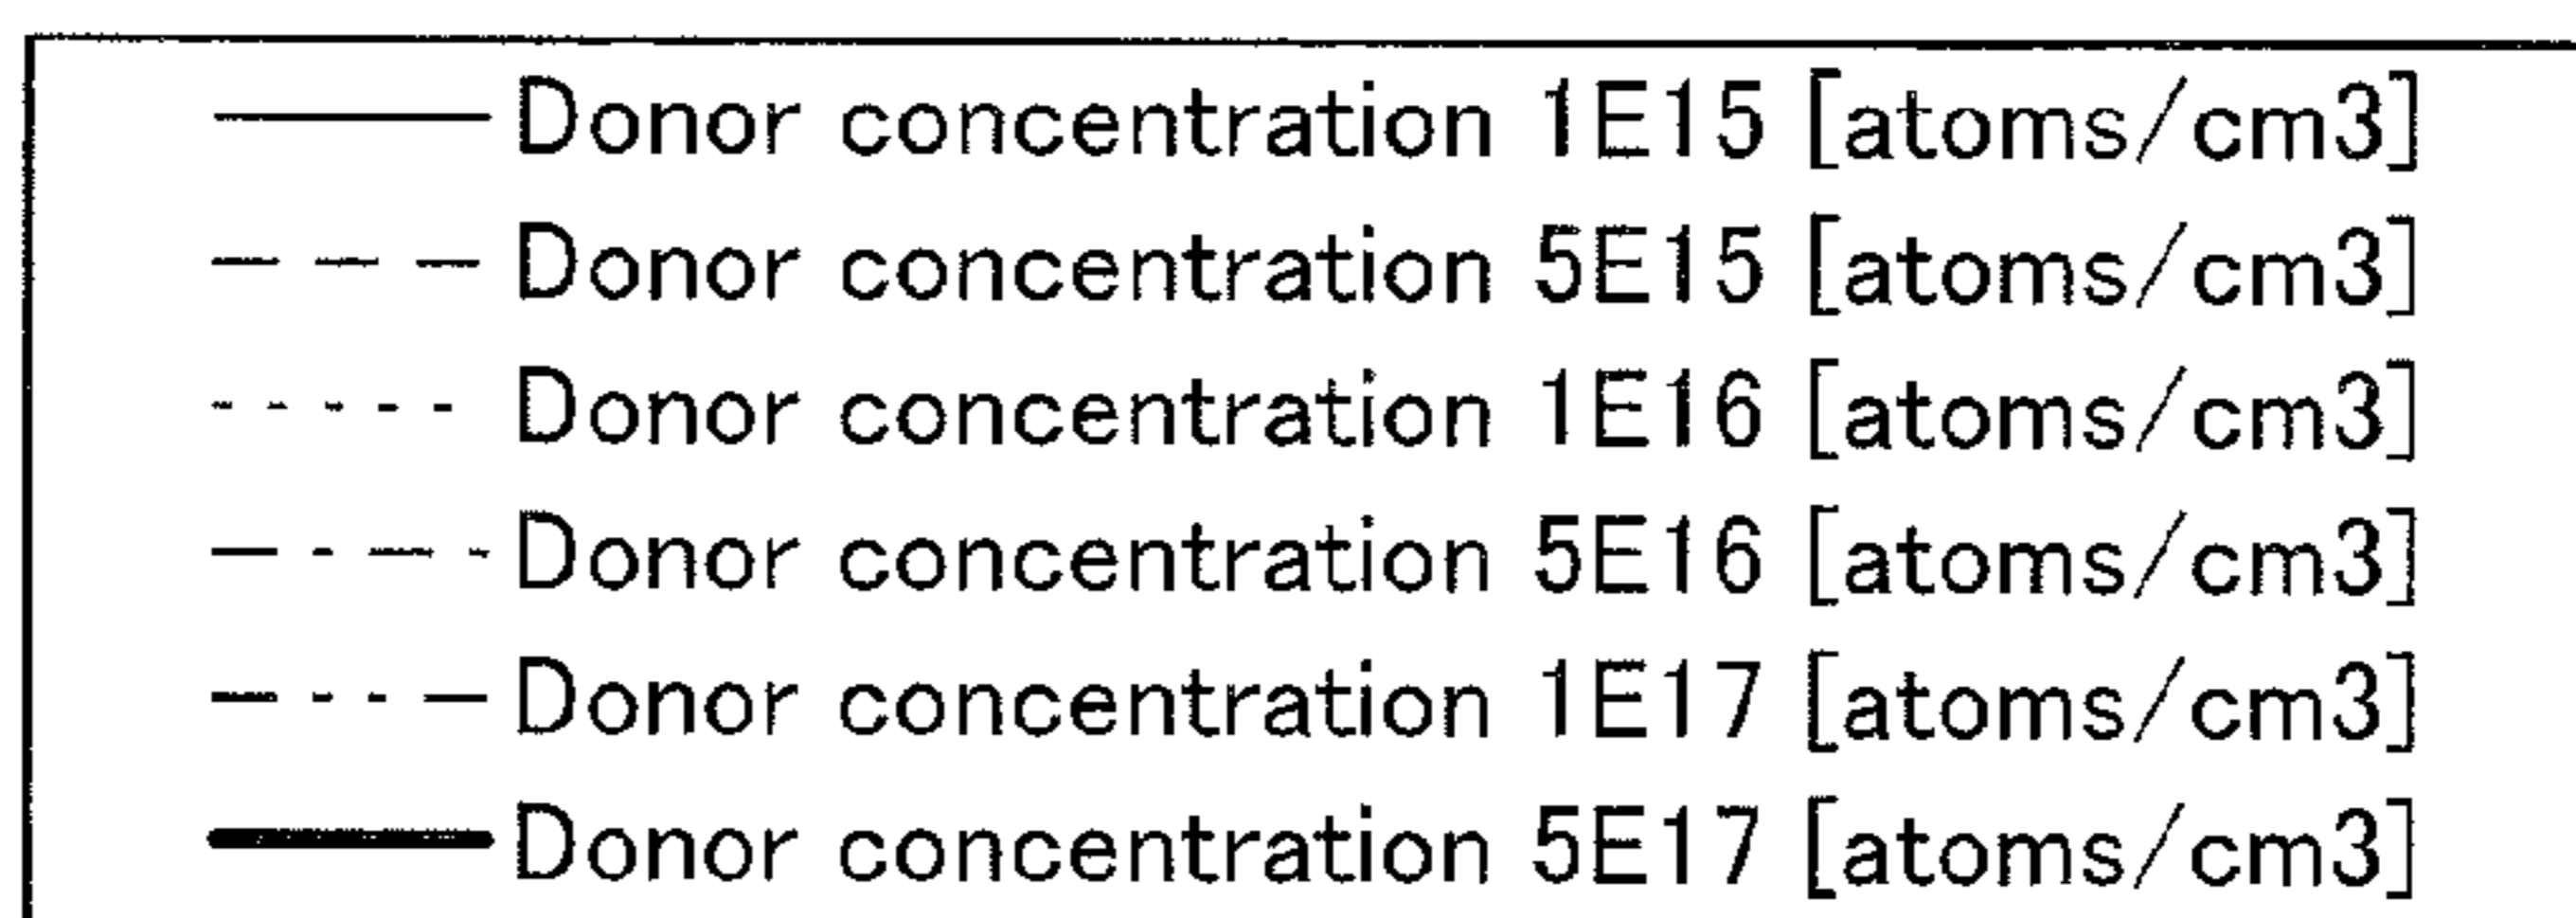 Donor concentration 1E15 [atoms/cm3]
Donor concentration 5E15 [atoms/cm3]
Donor concentration 1E16 [atoms/cm3]
Donor concentration 5E16 [atoms/cm3]
Donor concentration 1E17 [atoms/cm3]
Donor concentration 5E17 [atoms/cm3]